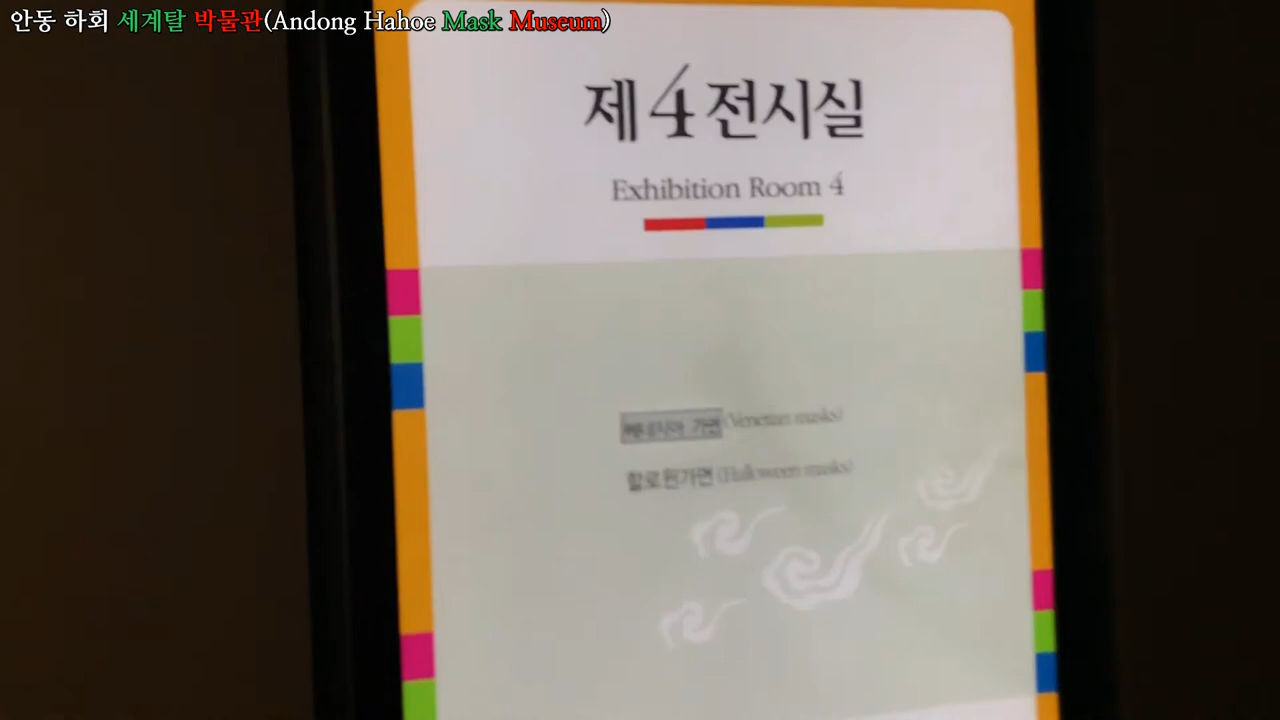 안동 하회 세계탈 박물관(Andong Hahoe Mask Museum)
제4전시실
Exhibition Room 4
베네치아 가면 (Venetian masks)
할로윈가면 (Halloween masks)